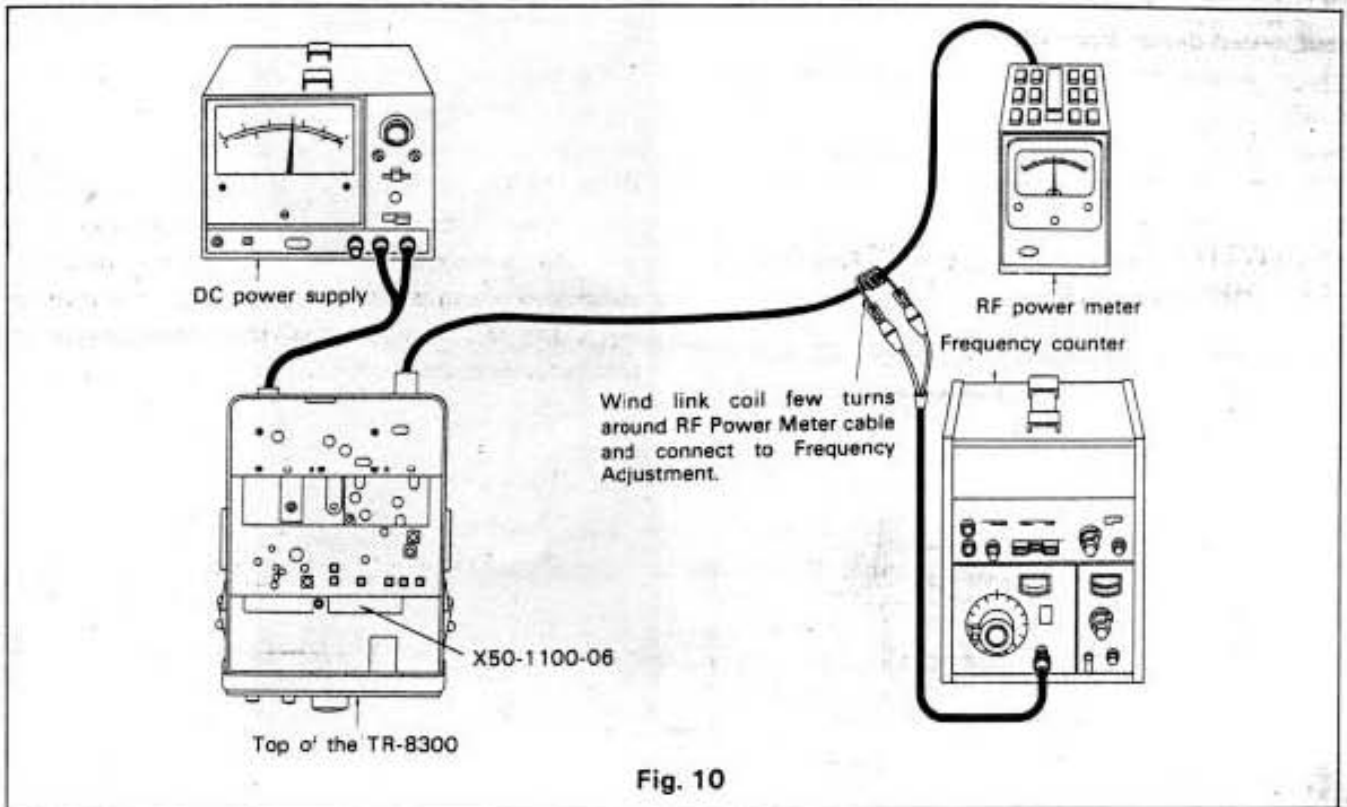 DC power supply
RF power meter
Frequency counter
Wind link coil few turns
around RF Power Meter cable
and connect to Frequency
Adjustment.
X50-1100-06
Top o' the TR-8300
Fig. 10